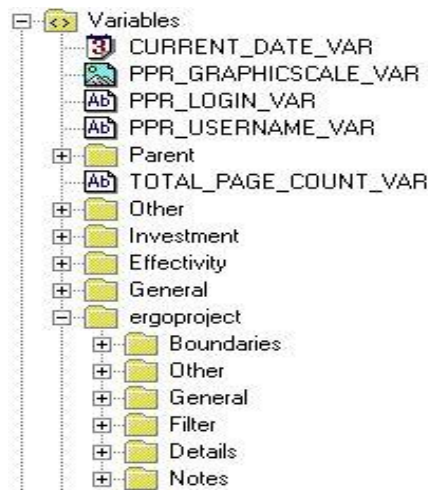 Variables
CURRENT_DATE_VAR
PPR_GRAPHICSCALE_VAR
PPR_LOGIN_VAR
PPR_USERNAME_VAR
Parent
TOTAL_PAGE_COUNT_VAR
Other
Investment
Effectivity
General
ergoproject
Boundaries
Other
General
Filter
Details
Notes